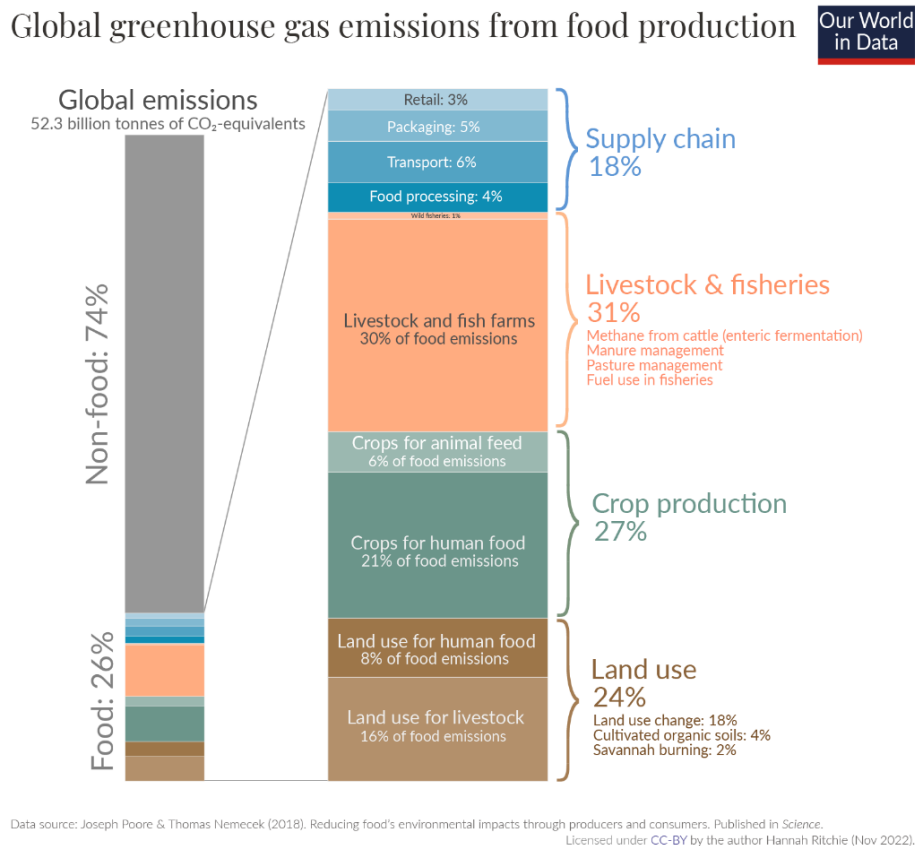 Global greenhouse gas emissions from food production
Our World
in Data
Global emissions
52.3 billion tonnes of CO₂-equivalents
Non-food: 74%
Food: 26%
Retail: 3%
Packaging: 5%
Transport: 6%
Food processing: 4%
Wild fisheries: 1%
Livestock and fish farms
30% of food emissions
Crops for animal feed
6% of food emissions
Crops for human food
21% of food emissions
Land use for human food
8% of food emissions
Land use for livestock
16% of food emissions
Supply chain
18%
Livestock & fisheries
31%
Methane from cattle (enteric fermentation)
Manure management
Pasture management
Fuel use in fisheries
Crop production
27%
Land use
24%
Land use change: 18%
Cultivated organic soils: 4%
Savannah burning: 2%
Data source: Joseph Poore & Thomas Nemecek (2018). Reducing food's environmental impacts through producers and consumers. Published in Science.
Licensed under CC-BY by the author Hannah Ritchie (Nov 2022).